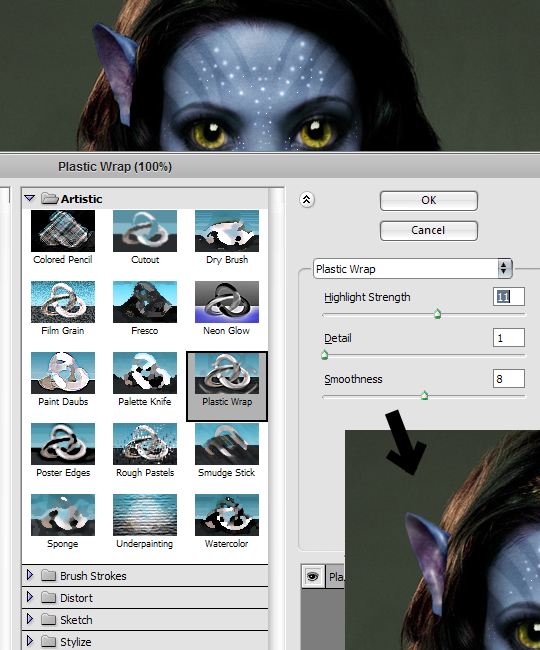 Plastic Wrap (100%)
Artistic
Colored Pencil
Cutout
Dry Brush
Film Grain
Fresco
Neon Glow
Paint Daubs
Palette Knife
Plastic Wrap
Poster Edges
Rough Pastels
Smudge Stick
Sponge
Underpainting
Watercolor
Brush Strokes
Distort
Sketch
Stylize
OK
Cancel
Plastic Wrap
Highlight Strength
11
Detail
1
Smoothness
8
Pla.